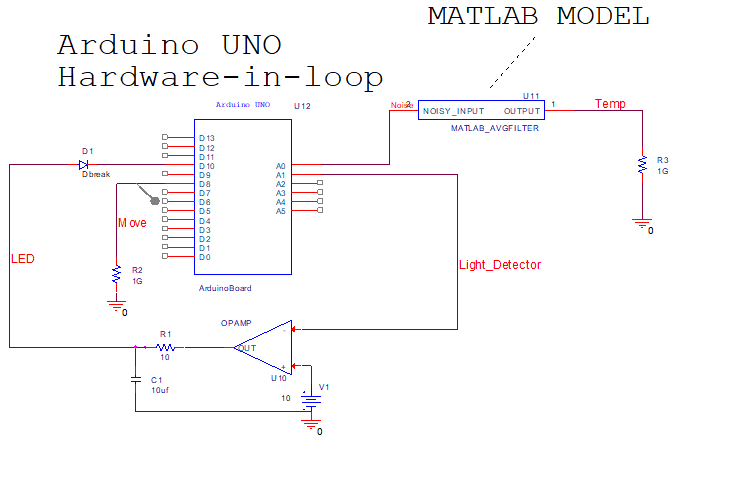 MATLAB MODEL
Arduino UNO
Hardware-in-loop
Arduino UNO
U12
U11
Noise
2
NOISY_INPUT
OUTPUT
1
Temp
MATLAB_AVGFILTER
D13
D12
D11
D10
D9
D8
D7
D6
D5
D4
D3
D2
D1
D0
A0
A1
A2
A3
A4
A5
D1
Dbreak
R3
1G
0
Move
LED
Light_Detector
R2
1G
0
ArduinoBoard
OPAMP
R1
10
OUT
-
+
U10
C1
10uf
V1
10
0